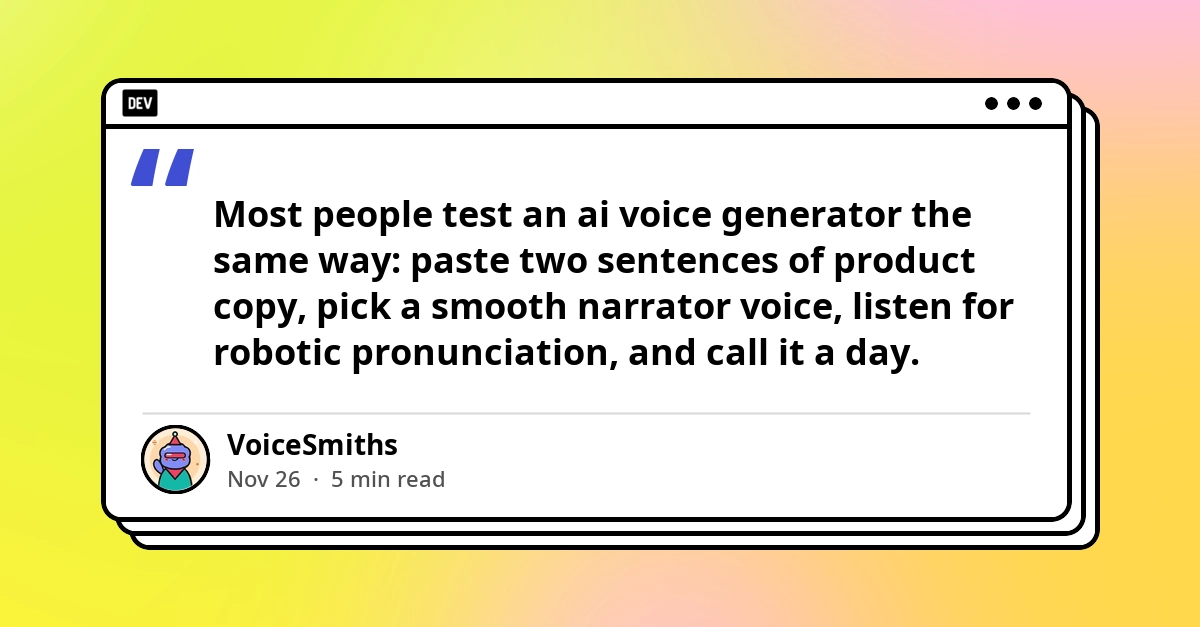 DEV
“
Most people test an ai voice generator the
same way: paste two sentences of product
copy, pick a smooth narrator voice, listen for
robotic pronunciation, and call it a day.
VoiceSmiths
Nov 26 · 5 min read